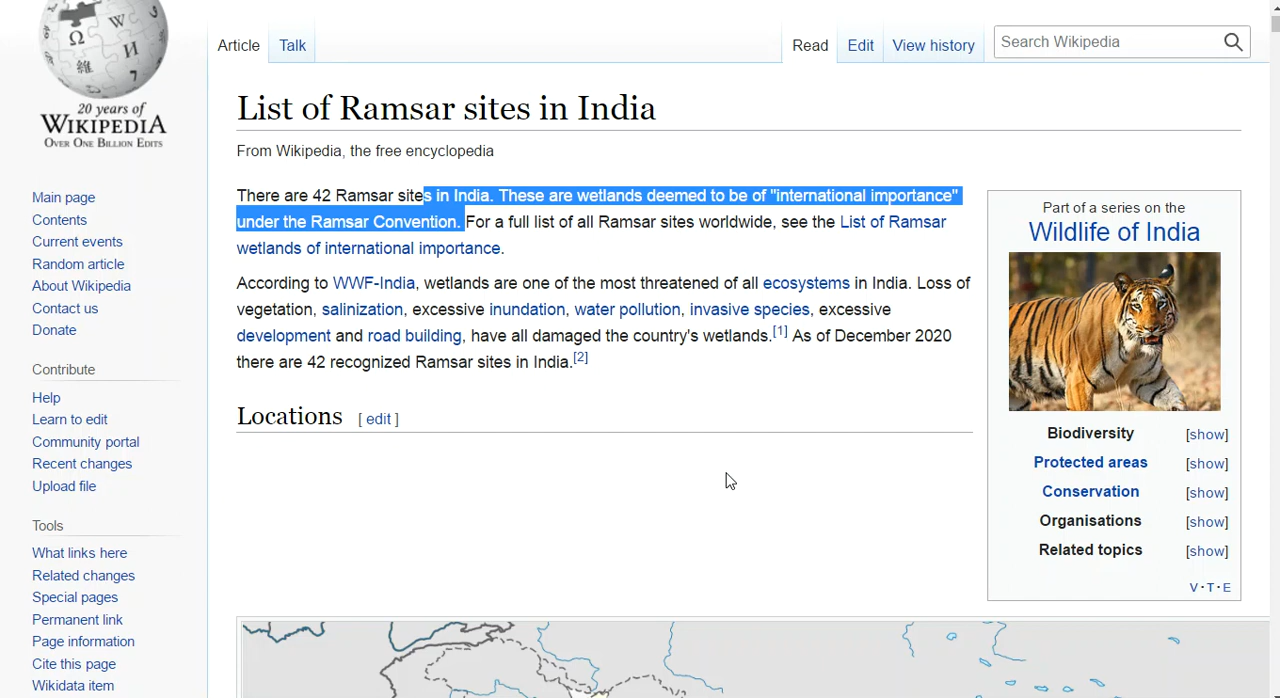 Article
Talk
Read
Edit
View history
Search Wikipedia
20 years of
WIKIPEDIA
OVER ONE BILLION EDITS
Main page
Contents
Current events
Random article
About Wikipedia
Contact us
Donate
Contribute
Help
Learn to edit
Community portal
Recent changes
Upload file
Tools
What links here
Related changes
Special pages
Permanent link
Page information
Cite this page
Wikidata item
List of Ramsar sites in India
From Wikipedia, the free encyclopedia
There are 42 Ramsar sites in India. These are wetlands deemed to be of "international importance"
under the Ramsar Convention. For a full list of all Ramsar sites worldwide, see the List of Ramsar
wetlands of international importance.
According to WWF-India, wetlands are one of the most threatened of all ecosystems in India. Loss of
vegetation, salinization, excessive inundation, water pollution, invasive species, excessive
development and road building, have all damaged the country's wetlands.[1] As of December 2020
there are 42 recognized Ramsar sites in India.[2]
Locations [ edit ]
Part of a series on the
Wildlife of India
Biodiversity [show]
Protected areas [show]
Conservation [show]
Organisations [show]
Related topics [show]
V·T·E